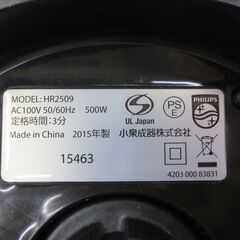 MODEL: HR2509
AC100V 50/60Hz 500W
定格時間:3分
Made in China 2015年製 小泉成器株式会社
S
UL Japan
PS
E
PHILIPS
15463
4203 000 83831